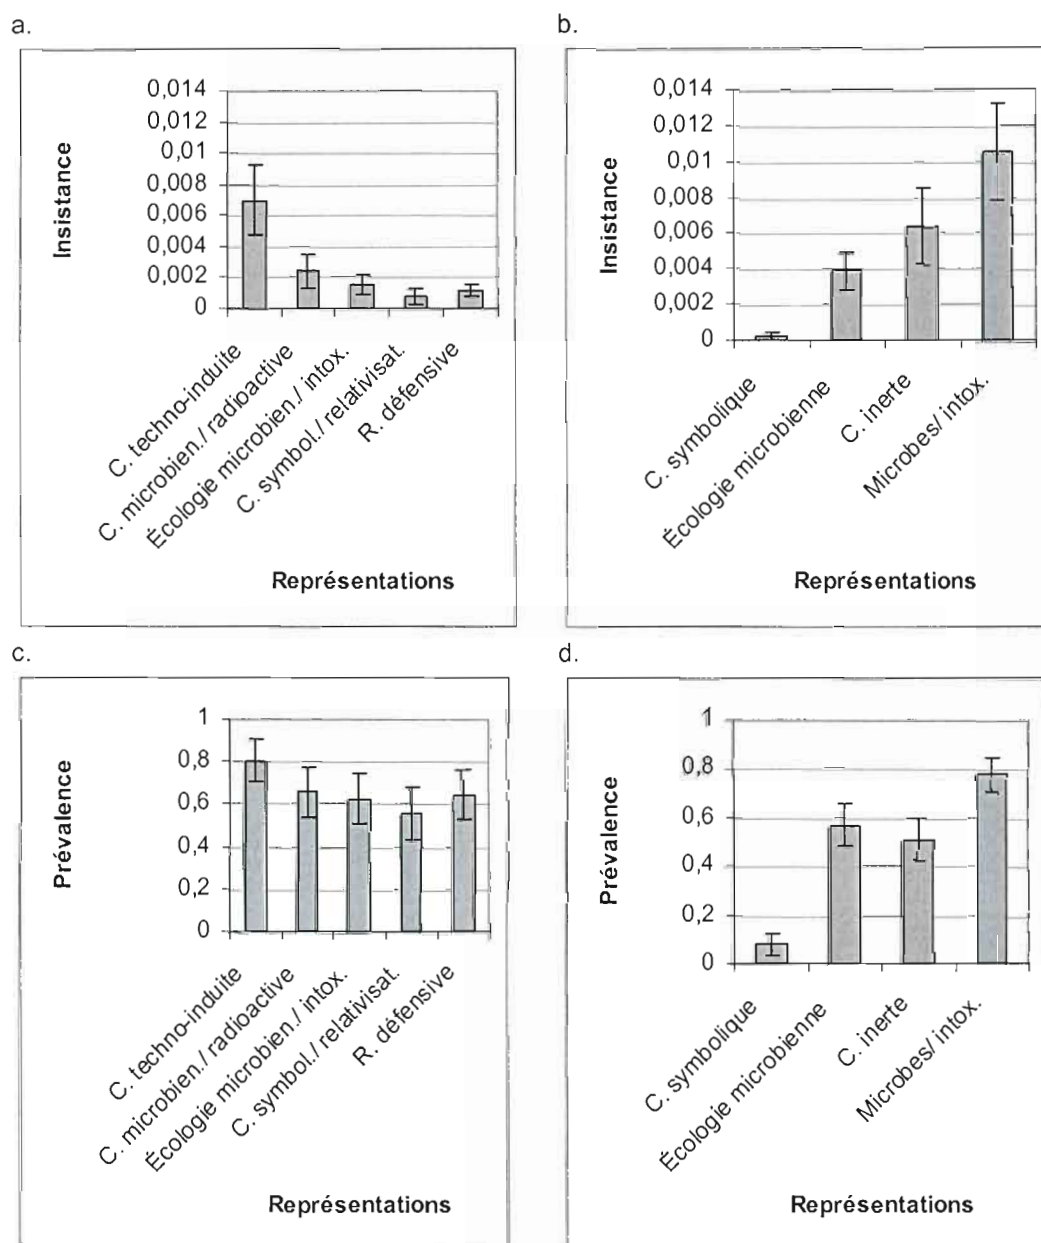 a.
Insistance
0,014
0,012
0,01
0,008
0,006
0,004
0,002
0
C. techno-induite
C. microbien./ radioactive
Écologie microbien./ intox.
C. symbol./ relativisat.
R. défensive
Représentations
b.
Insistance
0,014
0,012
0,01
0,008
0,006
0,004
0,002
0
C. symbolique
Écologie microbienne
C. inerte
Microbes/ intox.
Représentations
c.
Prévalence
1
0,8
0,6
0,4
0,2
0
C. techno-induite
C. microbien./ radioactive
Écologie microbien./ intox.
C. symbol./ relativisat.
R. défensive
Représentations
d.
Prévalence
1
0,8
0,6
0,4
0,2
0
C. symbolique
Écologie microbienne
C. inerte
Microbes/ intox.
Représentations